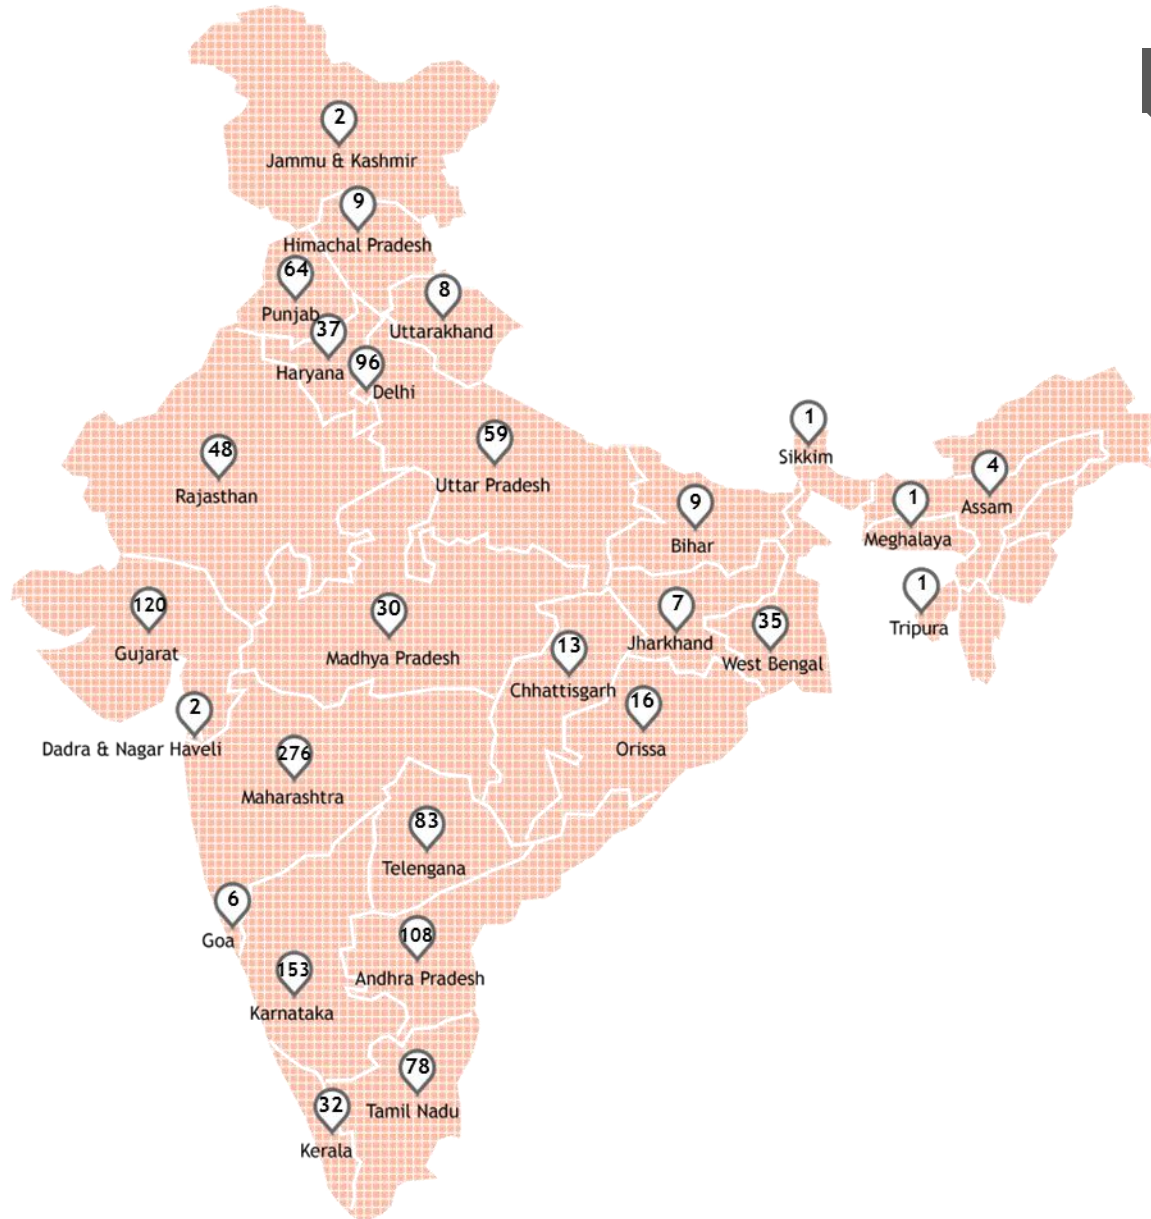 2
Jammu & Kashmir
9
Himachal Pradesh
64
Punjab
8
Uttarakhand
37
Haryana
96
Delhi
1
Sikkim
48
Rajasthan
59
Uttar Pradesh
4
Assam
9
Bihar
1
Meghalaya
1
Tripura
120
Gujarat
30
Madhya Pradesh
7
Jharkhand
35
West Bengal
13
Chhattisgarh
16
Orissa
2
Dadra & Nagar Haveli
276
Maharashtra
83
Telengana
6
Goa
108
Andhra Pradesh
153
Karnataka
78
Tamil Nadu
32
Kerala